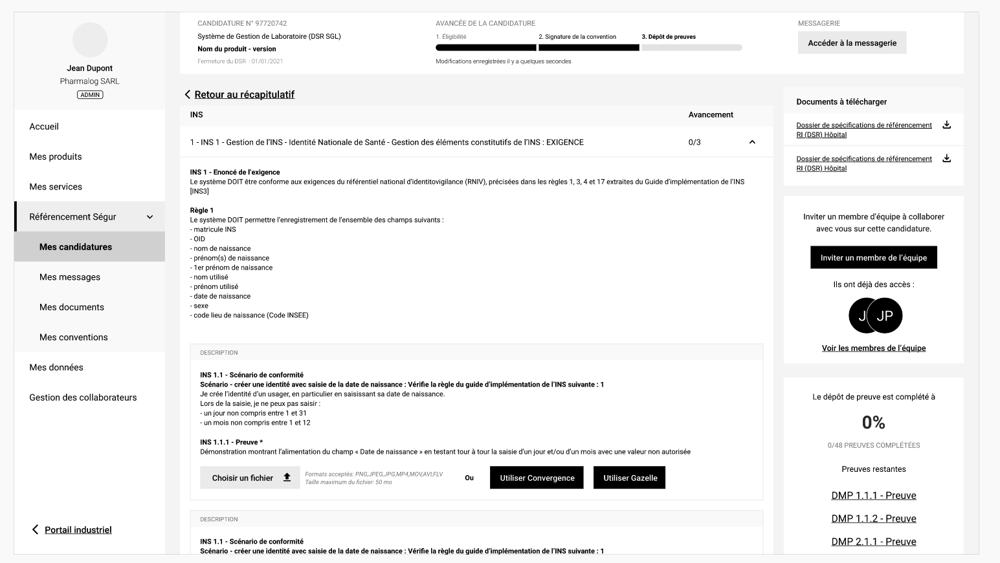 Jean Dupont
Pharmalog SARL
ADMIN
Accueil
Mes produits
Mes services
Référencement Ségur
Mes candidatures
Mes messages
Mes documents
Mes conventions
Mes données
Gestion des collaborateurs
Portail industriel
CANDIDATURE N° 97720742
Système de Gestion de Laboratoire (DSR SGL)
Nom du produit - version
Fermeture du DSR : 01/01/2021
AVANCÉE DE LA CANDIDATURE
1. Éligibilité
2. Signature de la convention
3. Dépôt de preuves
Modifications enregistrées il y a quelques secondes
MESSAGERIE
Accéder à la messagerie
Retour au récapitulatif
INS Avancement
1 - INS 1 - Gestion de l'INS - Identité Nationale de Santé - Gestion des éléments constitutifs de l'INS : EXIGENCE 0/3
INS 1 - Enoncé de l'exigence
Le système DOIT être conforme aux exigences du référentiel national d'identitovigilance (RNIV), précisées dans les règles 1, 3, 4 et 17 extraites du Guide d'implémentation de l'INS
[INS3]
Règle 1
Le système DOIT permettre l'enregistrement de l'ensemble des champs suivants :
- matricule INS
- OID
- nom de naissance
- prénom(s) de naissance
- 1er prénom de naissance
- nom utilisé
- prénom utilisé
- date de naissance
- sexe
- code lieu de naissance (Code INSEE)
DESCRIPTION
INS 1.1 - Scénario de conformité
Scénario - créer une identité avec saisie de la date de naissance : Vérifie la règle du guide d'implémentation de l'INS suivante : 1
Je crée l'identité d'un usager, en particulier en saisissant sa date de naissance.
Lors de la saisie, je ne peux pas saisir :
- un jour non compris entre 1 et 31
- un mois non compris entre 1 et 12
INS 1.1.1 - Preuve *
Démonstration montrant l'alimentation du champ « Date de naissance » en testant tour à tour la saisie d'un jour et/ou d'un mois avec une valeur non autorisée
Choisir un fichier
Formats acceptés: PNG,JPEG,JPG,MP4,MOV,AVI,FLV
Taille maximum du fichier: 50 mo
Ou
Utiliser Convergence
Utiliser Gazelle
DESCRIPTION
INS 1.1 - Scénario de conformité
Scénario - créer une identité avec saisie de la date de naissance : Vérifie la règle du guide d'implémentation de l'INS suivante : 1
Documents à télécharger
Dossier de spécifications de référencement
RI (DSR) Hôpital
Dossier de spécifications de référencement
RI (DSR) Hôpital
Inviter un membre d'équipe à collaborer
avec vous sur cette candidature.
Inviter un membre de l'équipe
Ils ont déjà des accès :
J JP
Voir les membres de l'équipe
Le dépôt de preuve est complété à
0%
0/48 PREUVES COMPLÉTÉES
Preuves restantes
DMP 1.1.1 - Preuve
DMP 1.1.2 - Preuve
DMP 2.1.1 - Preuve